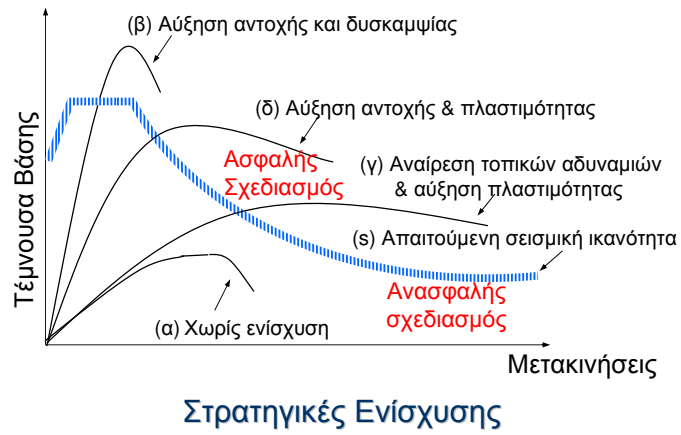 (β) Αύξηση αντοχής και δυσκαμψίας
(δ) Αύξηση αντοχής & πλαστιμότητας
Ασφαλής
Σχεδιασμός
(γ) Αναίρεση τοπικών αδυναμιών
& αύξηση πλαστιμότητας
(s) Απαιτούμενη σεισμική ικανότητα
Ανασφαλής
σχεδιασμός
(α) Χωρίς ενίσχυση
Τέμνουσα Βάσης
Μετακινήσεις
Στρατηγικές Ενίσχυσης